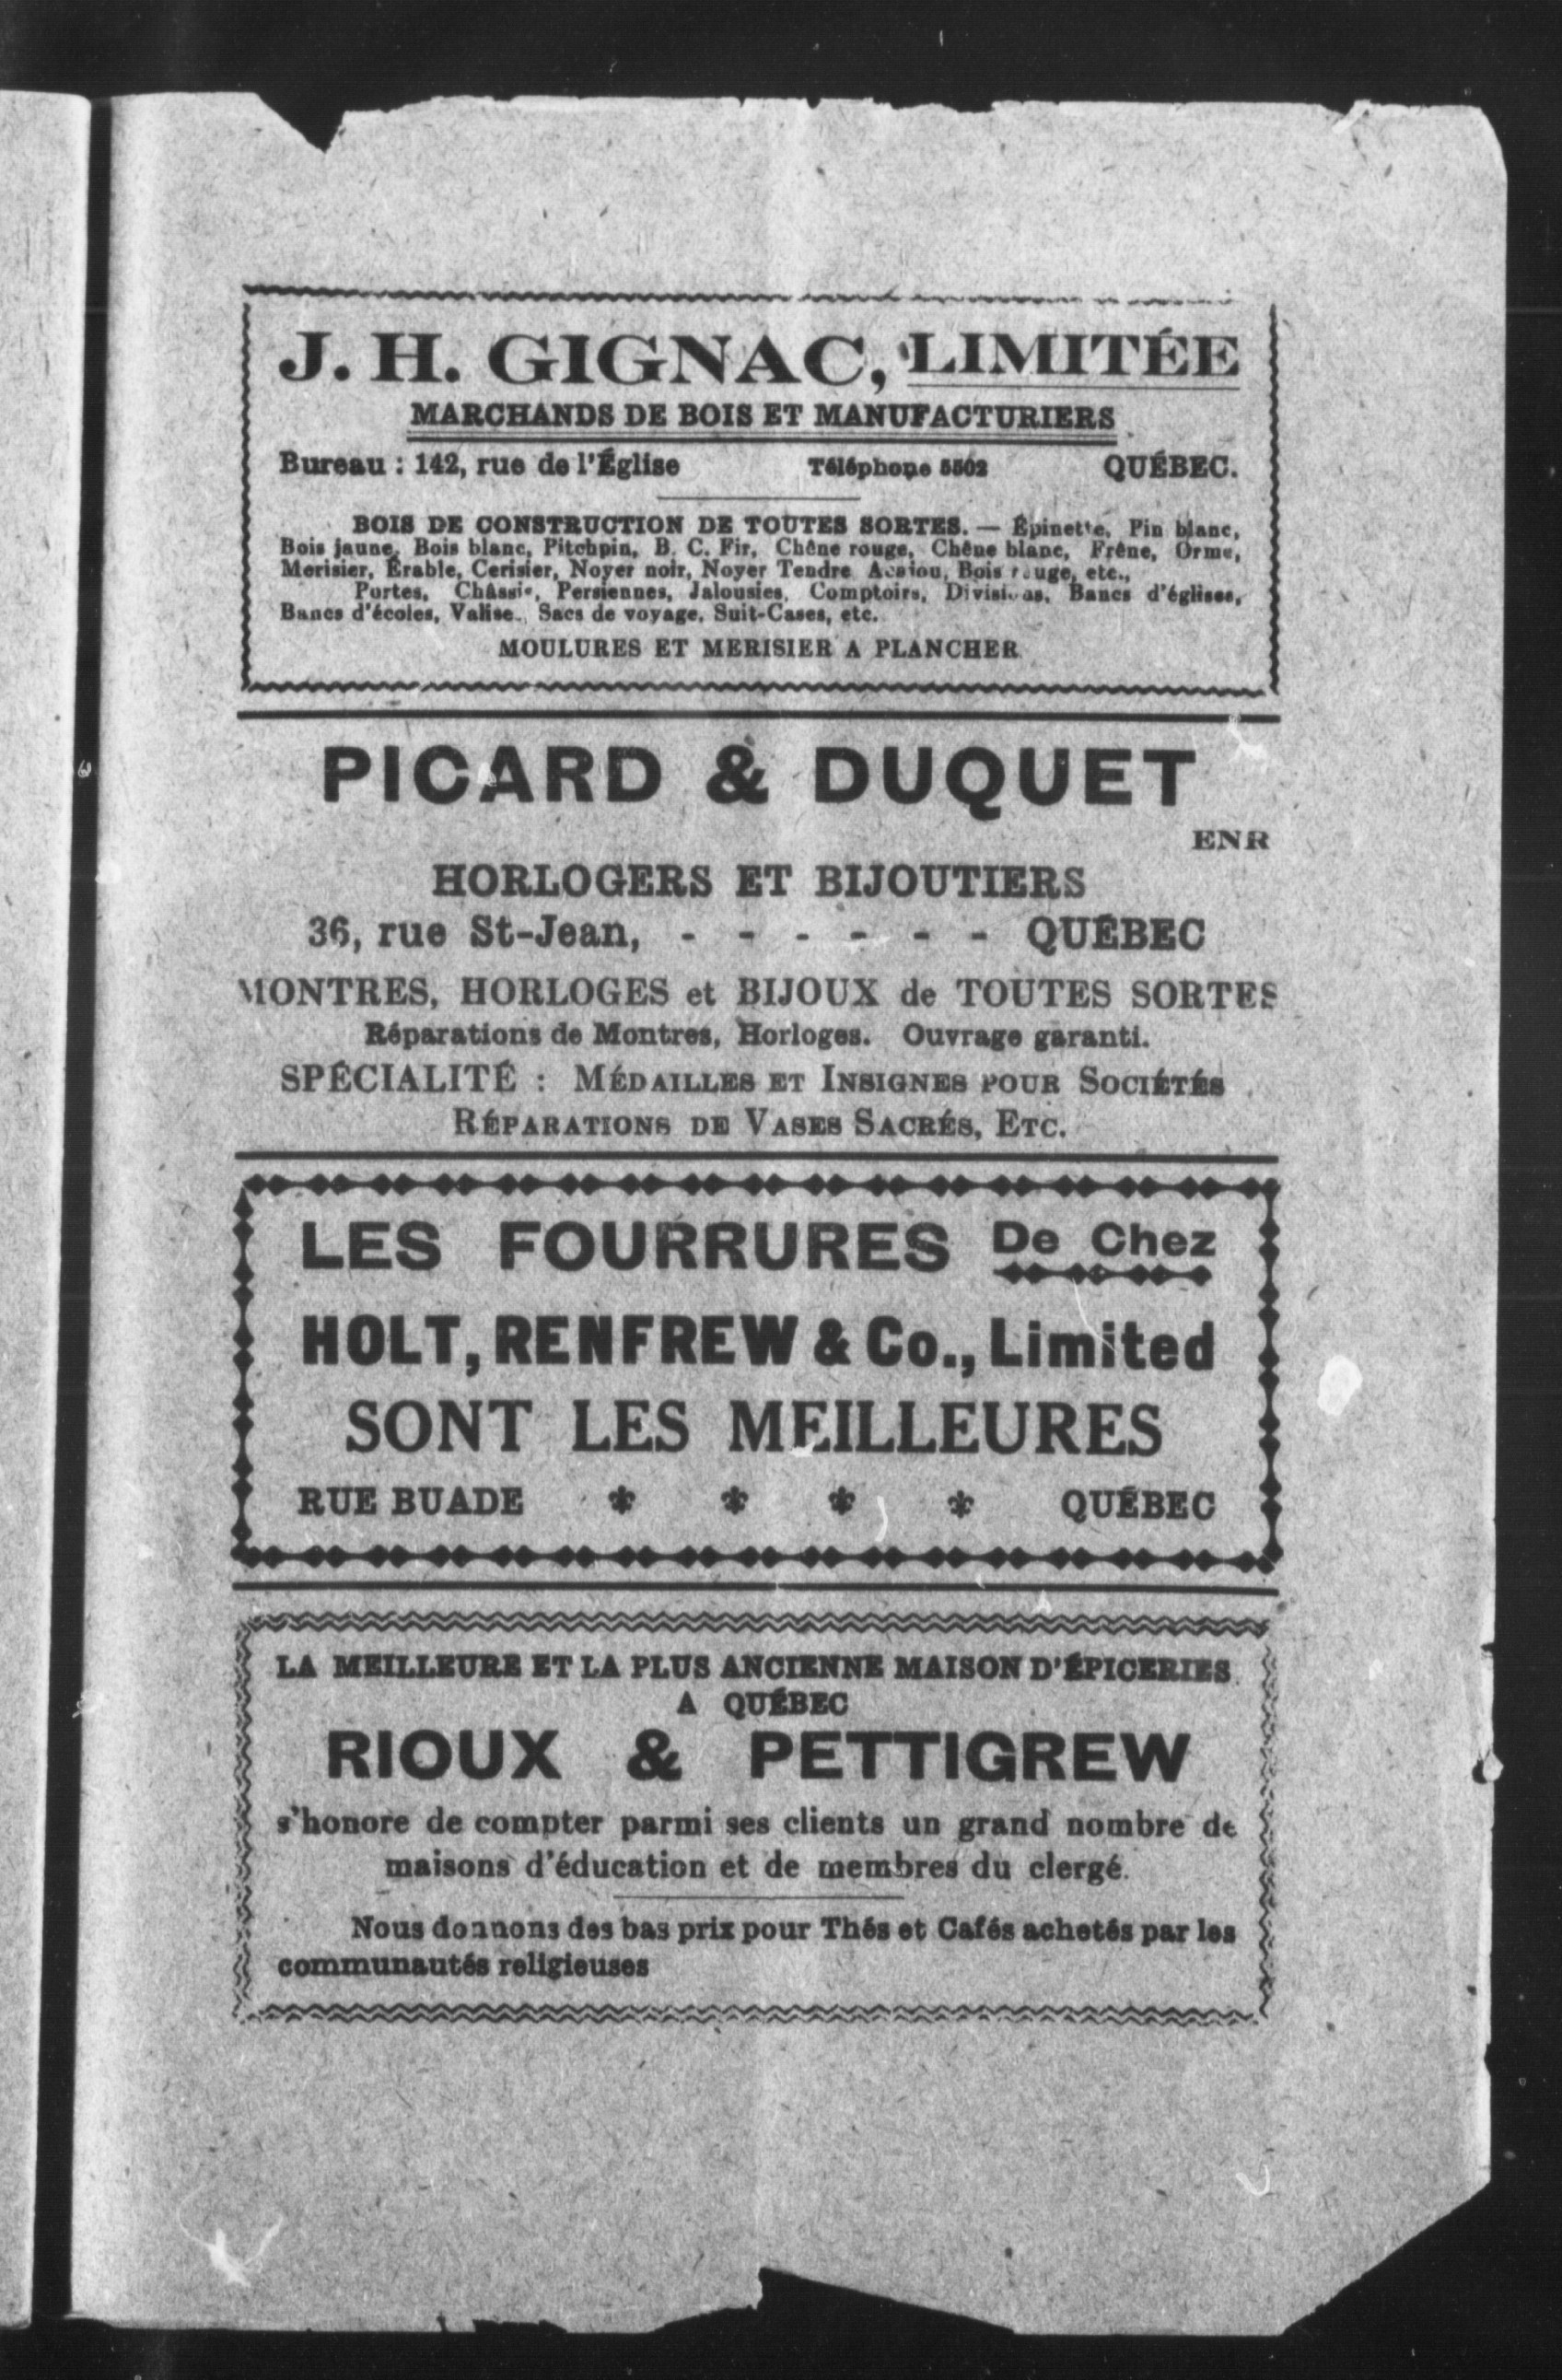 J. H. GIGNAC, LIMITÉE
MARCHANDS DE BOIS ET MANUFACTURIERS
Bureau : 142, rue de l'Église Téléphone 5502 QUÉBEC.
BOIS DE CONSTRUCTION DE TOUTES SORTES. — Épinette, Pin blanc,
Bois jaune, Bois blanc, Pitchpin, B. C. Fir, Chêne rouge, Chêne blanc, Frêne, Orme,
Merisier, Érable, Cerisier, Noyer noir, Noyer Tendre Acajou, Bois rouge, etc.,
Portes, Châssis, Persiennes, Jalousies, Comptoirs, Divisions, Bancs d'églises,
Bancs d'écoles, Valise., Sacs de voyage, Suit-Cases, etc.
MOULURES ET MERISIER A PLANCHER
PICARD & DUQUET
ENR
HORLOGERS ET BIJOUTIERS
36, rue St-Jean, - - - - - - QUÉBEC
MONTRES, HORLOGES et BIJOUX de TOUTES SORTES
Réparations de Montres, Horloges. Ouvrage garanti.
SPÉCIALITÉ : MÉDAILLES ET INSIGNES POUR SOCIÉTÉS
RÉPARATIONS DE VASES SACRÉS, ETC.
LES FOURRURES De Chez
HOLT, RENFREW & Co., Limited
SONT LES MEILLEURES
RUE BUADE QUÉBEC
LA MEILLEURE ET LA PLUS ANCIENNE MAISON D'ÉPICERIES
A QUÉBEC
RIOUX & PETTIGREW
s'honore de compter parmi ses clients un grand nombre de
maisons d'éducation et de membres du clergé.
Nous donnons des bas prix pour Thés et Cafés achetés par les
communautés religieuses